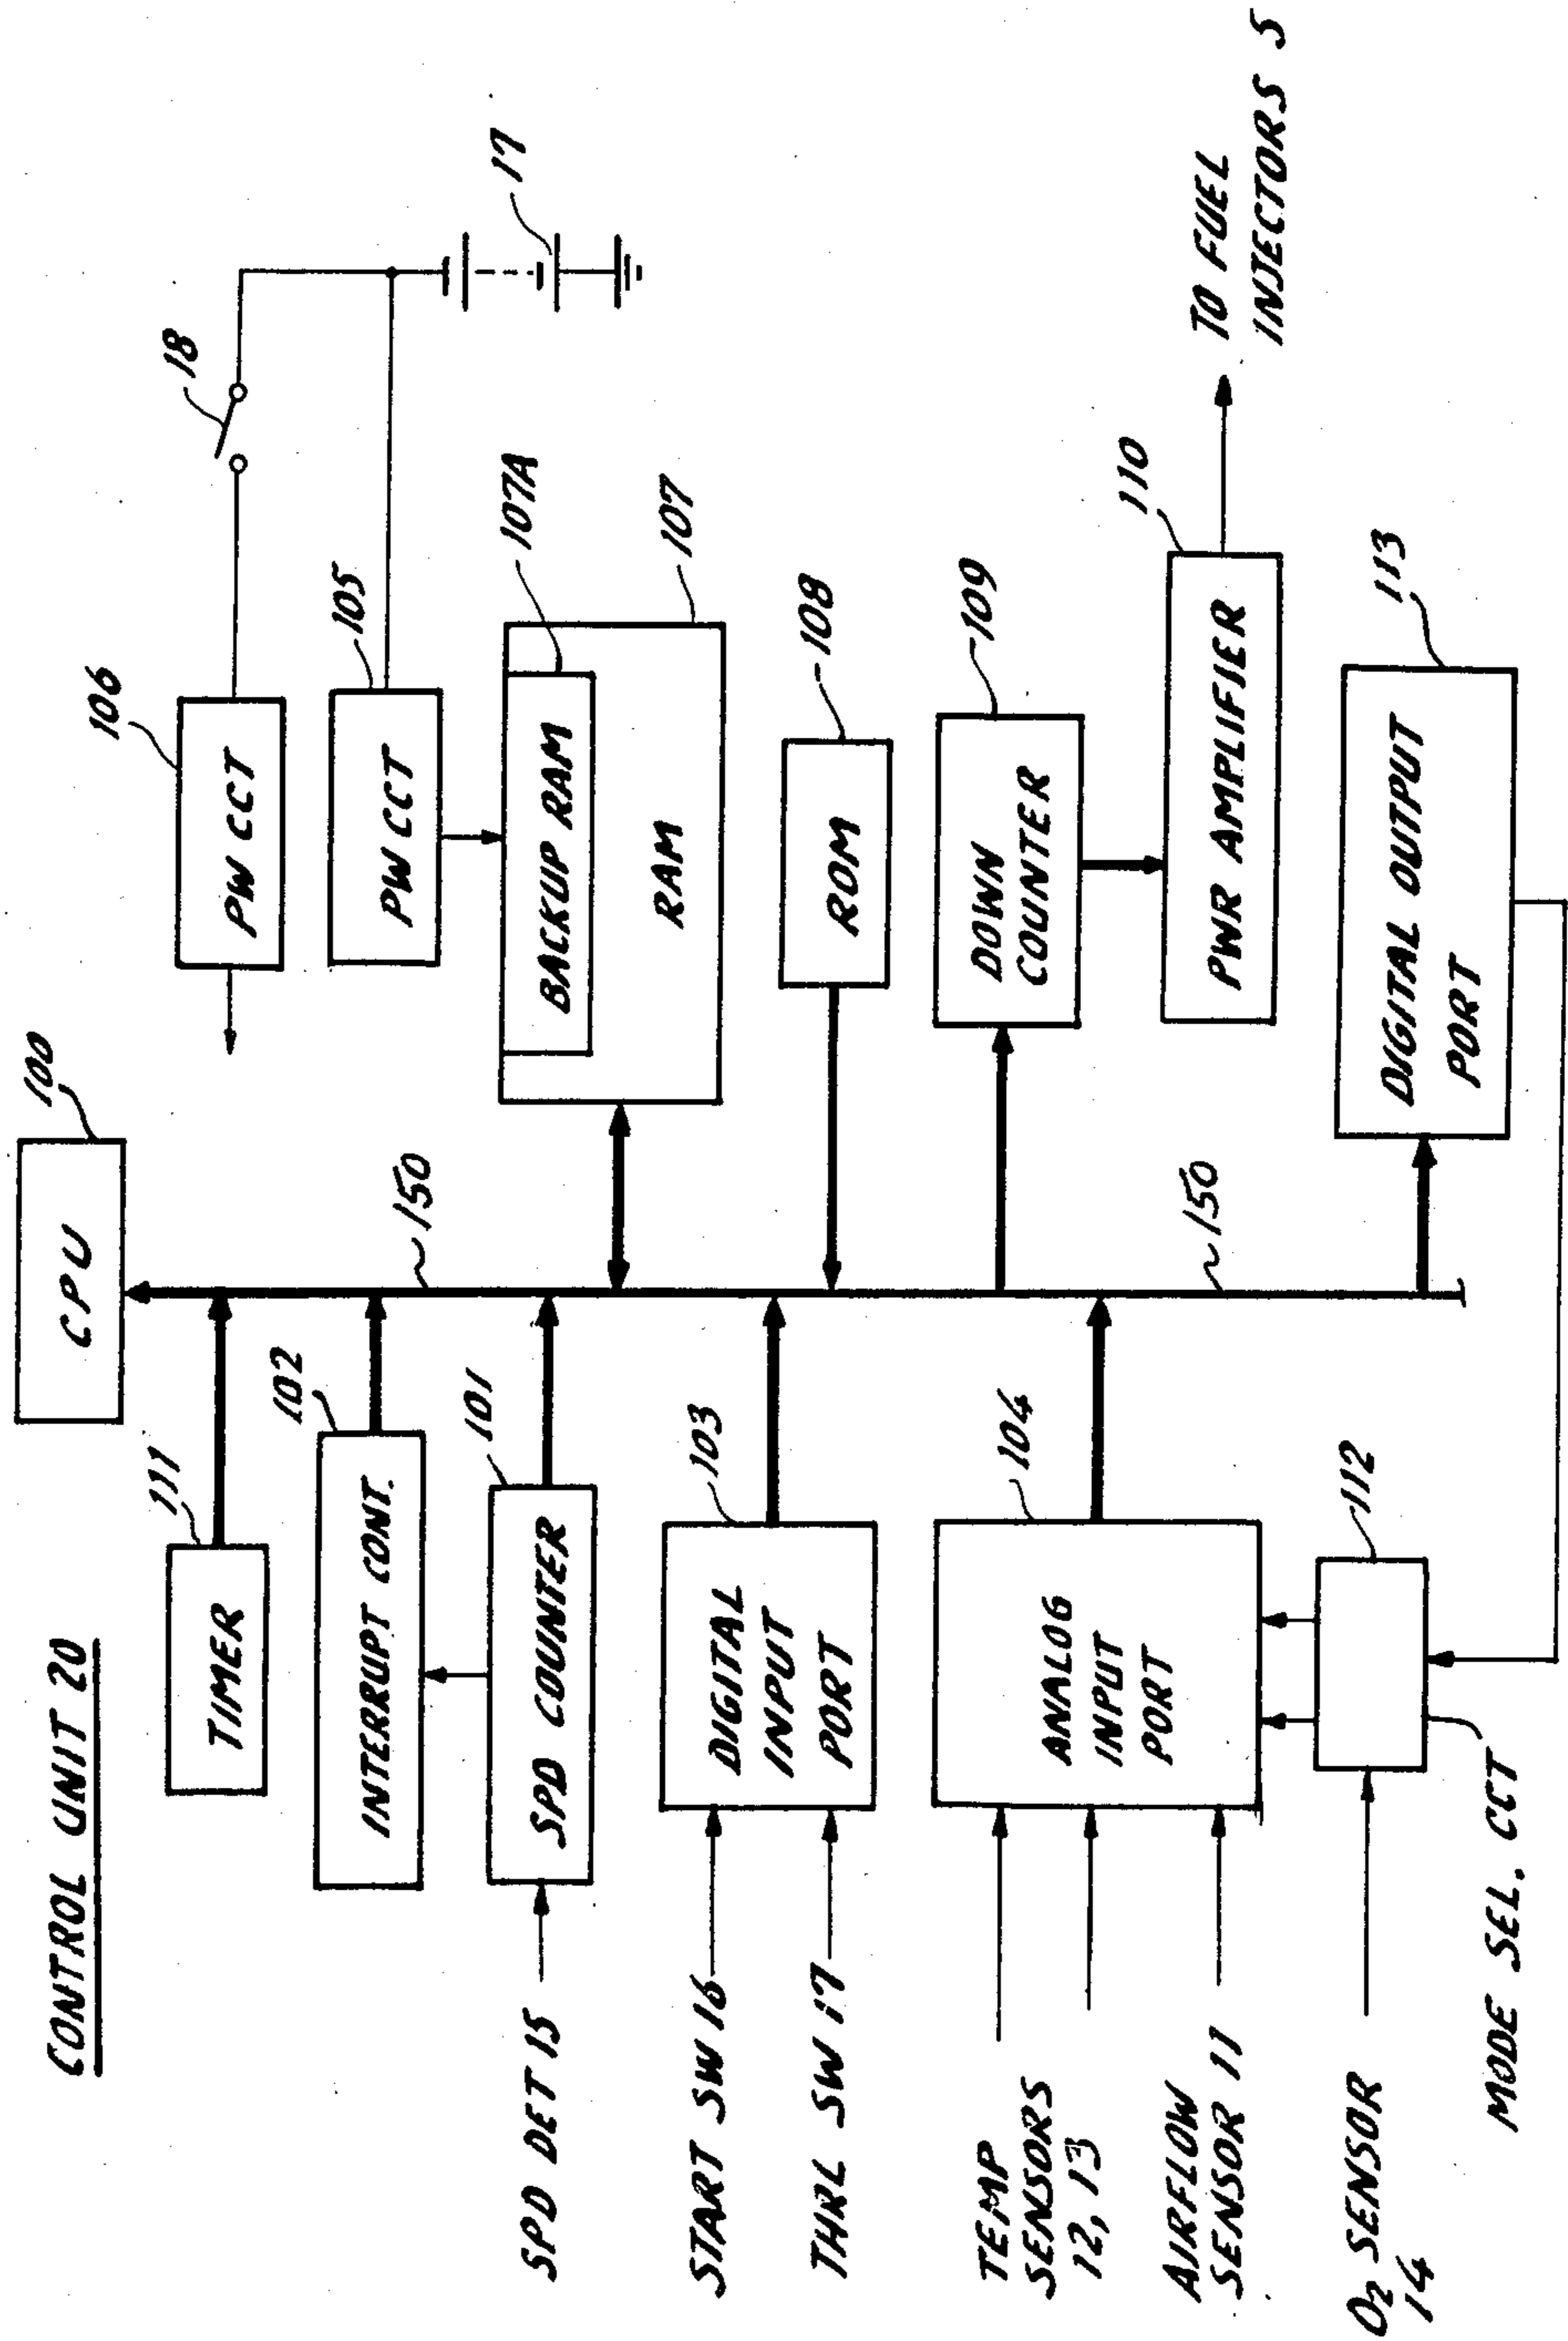 CONTROL UNIT 20
CPU
100
TIMER
111
INTERRUPT CONT.
102
SPD DET 15
SPD COUNTER
101
START SW 16
THRL SW 17
DIGITAL
INPUT
PORT
103
TEMP
SENSORS
12, 13
AIRFLOW
SENSOR 11
ANALOG
INPUT
PORT
104
O2 SENSOR
14
112
MODE SEL. CCT
150
150
PW CCT
106
18
PW CCT
105
17
BACKUP RAM
107A
RAM
107
ROM
108
DOWN
COUNTER
109
PWR AMPLIFIER
110
TO FUEL
INJECTORS 5
DIGITAL OUTPUT
PORT
113